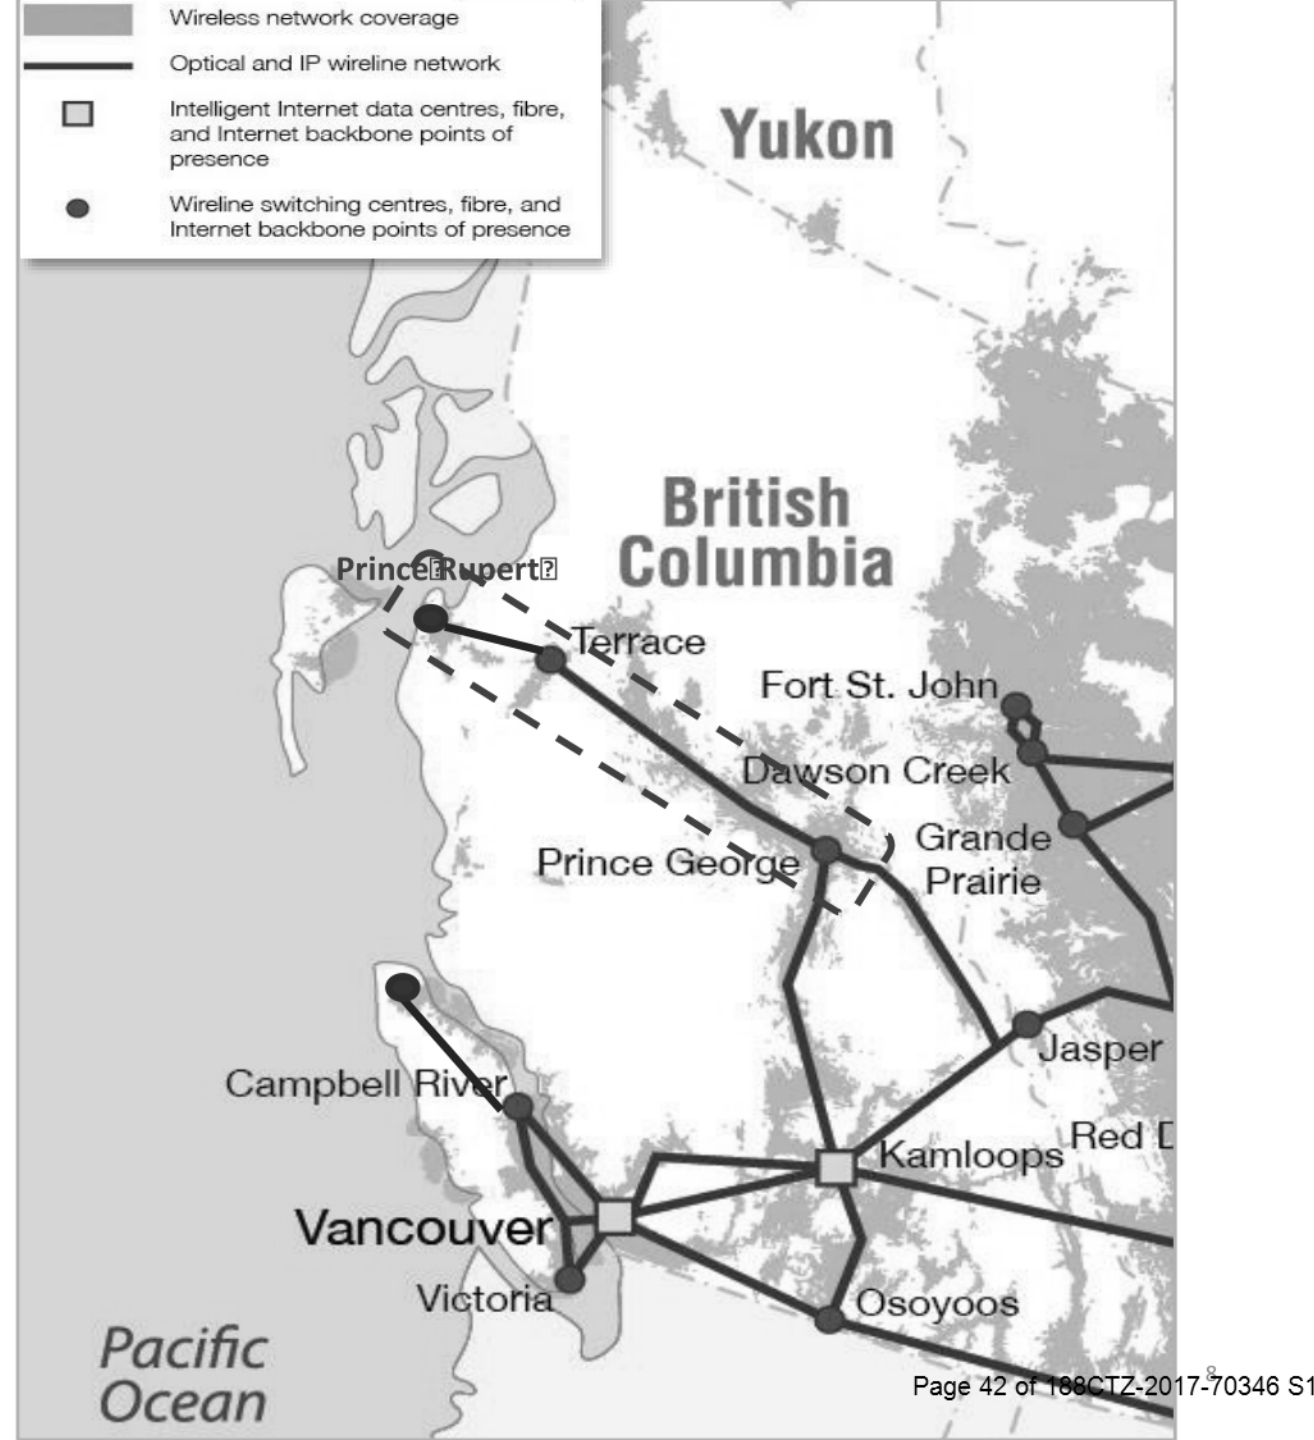 Wireless network coverage
Optical and IP wireline network
Intelligent Internet data centres, fibre,
and Internet backbone points of
presence
Wireline switching centres, fibre, and
Internet backbone points of presence
Yukon
British
Columbia
Prince Rupert
Terrace
Fort St. John
Dawson Creek
Grande
Prairie
Prince George
Jasper
Campbell River
Red D
Kamloops
Vancouver
Victoria
Osoyoos
Pacific
Ocean
8
Page 42 of 188CTZ-2017-70346 S1